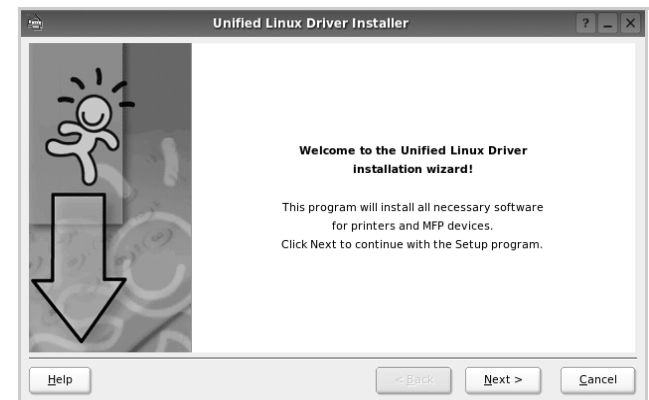 Unified Linux Driver Installer
Welcome to the Unified Linux Driver
installation wizard!
This program will install all necessary software
for printers and MFP devices.
Click Next to continue with the Setup program.
Help
< Back
Next >
Cancel